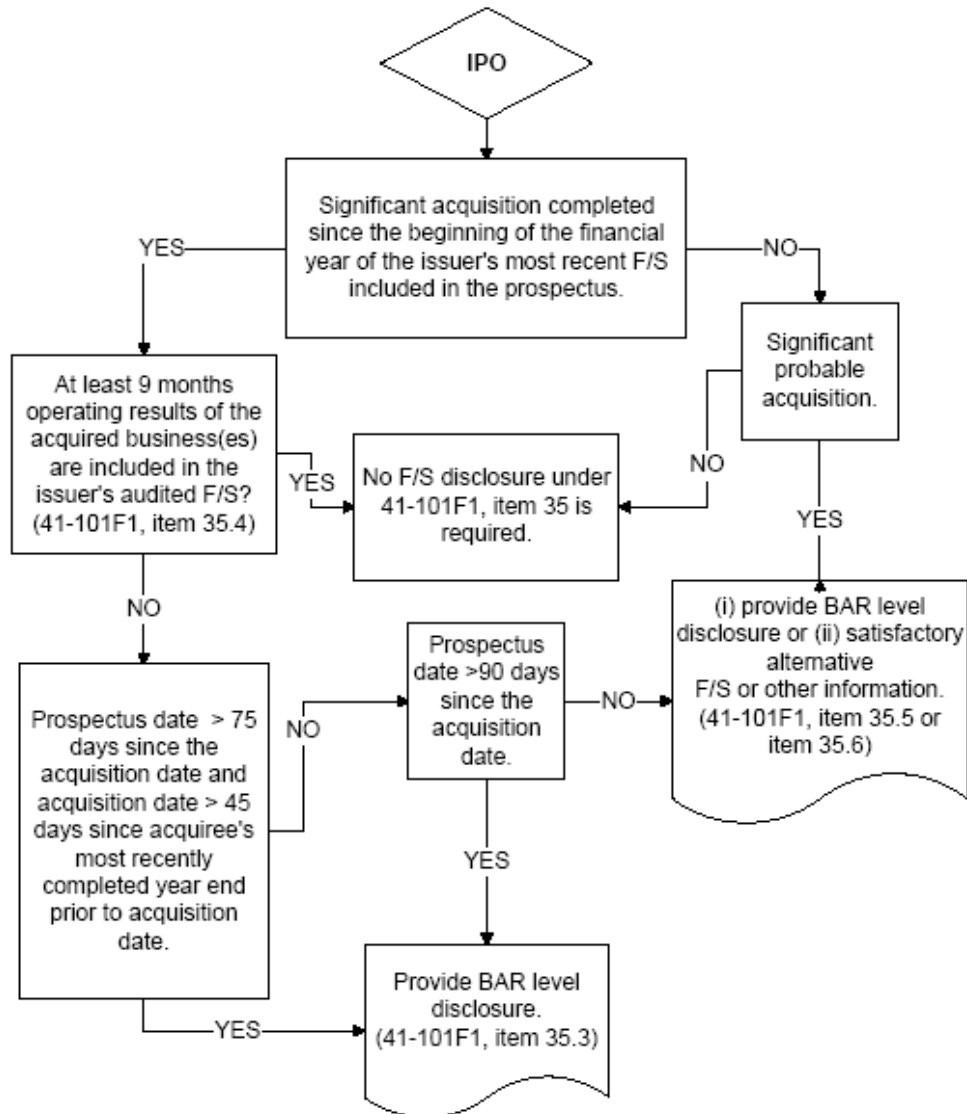 IPO
Significant acquisition completed
since the beginning of the financial
year of the issuer's most recent F/S
included in the prospectus.
YES
NO
At least 9 months
operating results of the
acquired business(es)
are included in the
issuer's audited F/S?
(41-101F1, item 35.4)
YES
No F/S disclosure under
41-101F1, item 35 is
required.
Significant
probable
acquisition.
NO
YES
NO
Prospectus date > 75
days since the
acquisition date and
acquisition date > 45
days since acquiree's
most recently
completed year end
prior to acquisition
date.
NO
Prospectus
date >90 days
since the
acquisition
date.
NO
(i) provide BAR level
disclosure or (ii) satisfactory
alternative
F/S or other information.
(41-101F1, item 35.5 or
item 35.6)
YES
YES
Provide BAR level
disclosure.
(41-101F1, item 35.3)